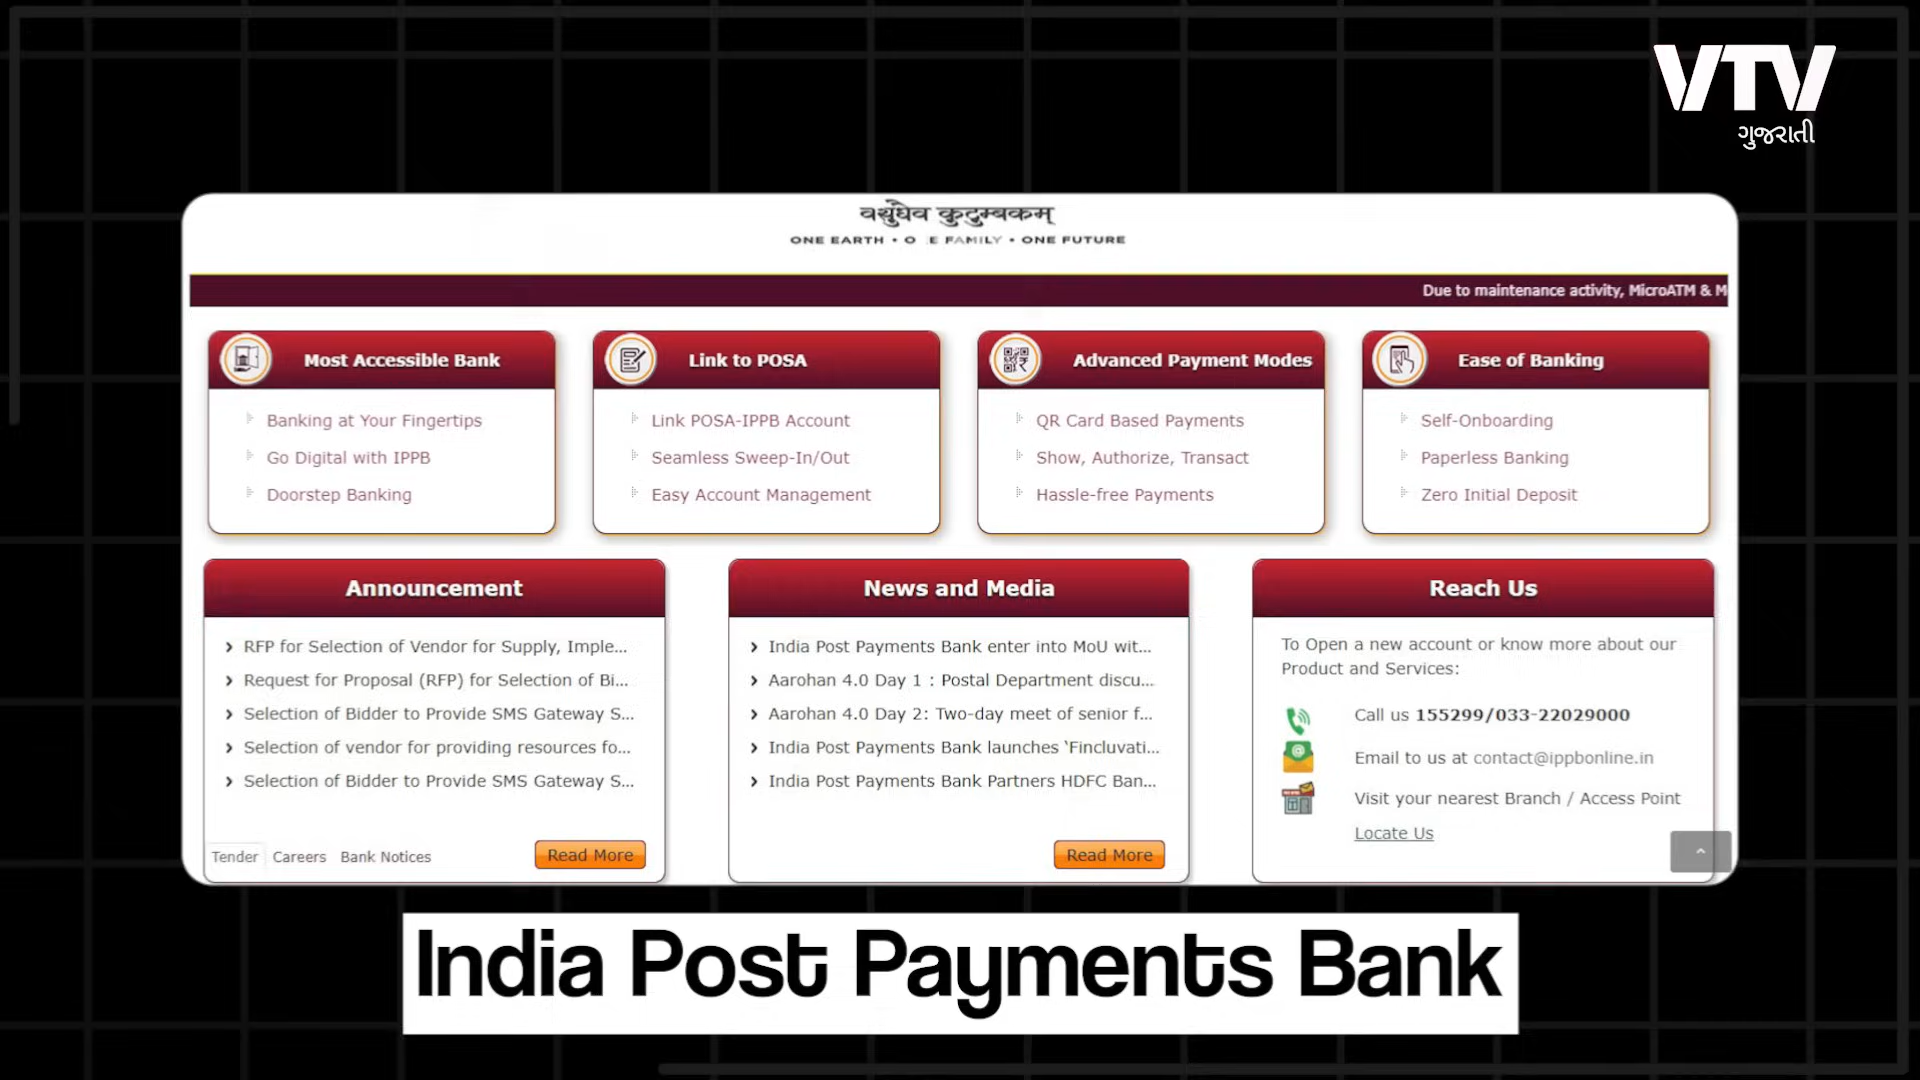 VTV
ગુજરાતી
वसुधैव कुटुम्बकम्
ONE EARTH • O E FAMILY • ONE FUTURE
Due to maintenance activity, MicroATM & M
Most Accessible Bank
Banking at Your Fingertips
Go Digital with IPPB
Doorstep Banking
Link to POSA
Link POSA-IPPB Account
Seamless Sweep-In/Out
Easy Account Management
Advanced Payment Modes
QR Card Based Payments
Show, Authorize, Transact
Hassle-free Payments
Ease of Banking
Self-Onboarding
Paperless Banking
Zero Initial Deposit
Announcement
RFP for Selection of Vendor for Supply, Imple...
Request for Proposal (RFP) for Selection of Bi...
Selection of Bidder to Provide SMS Gateway S...
Selection of vendor for providing resources fo...
Selection of Bidder to Provide SMS Gateway S...
Tender Careers Bank Notices Read More
News and Media
India Post Payments Bank enter into MoU wit...
Aarohan 4.0 Day 1 : Postal Department discu...
Aarohan 4.0 Day 2: Two-day meet of senior f...
India Post Payments Bank launches ‘Fincluvati...
India Post Payments Bank Partners HDFC Ban...
Read More
Reach Us
To Open a new account or know more about our
Product and Services:
Call us 155299/033-22029000
Email to us at contact@ippbonline.in
Visit your nearest Branch / Access Point
Locate Us
India Post Payments Bank